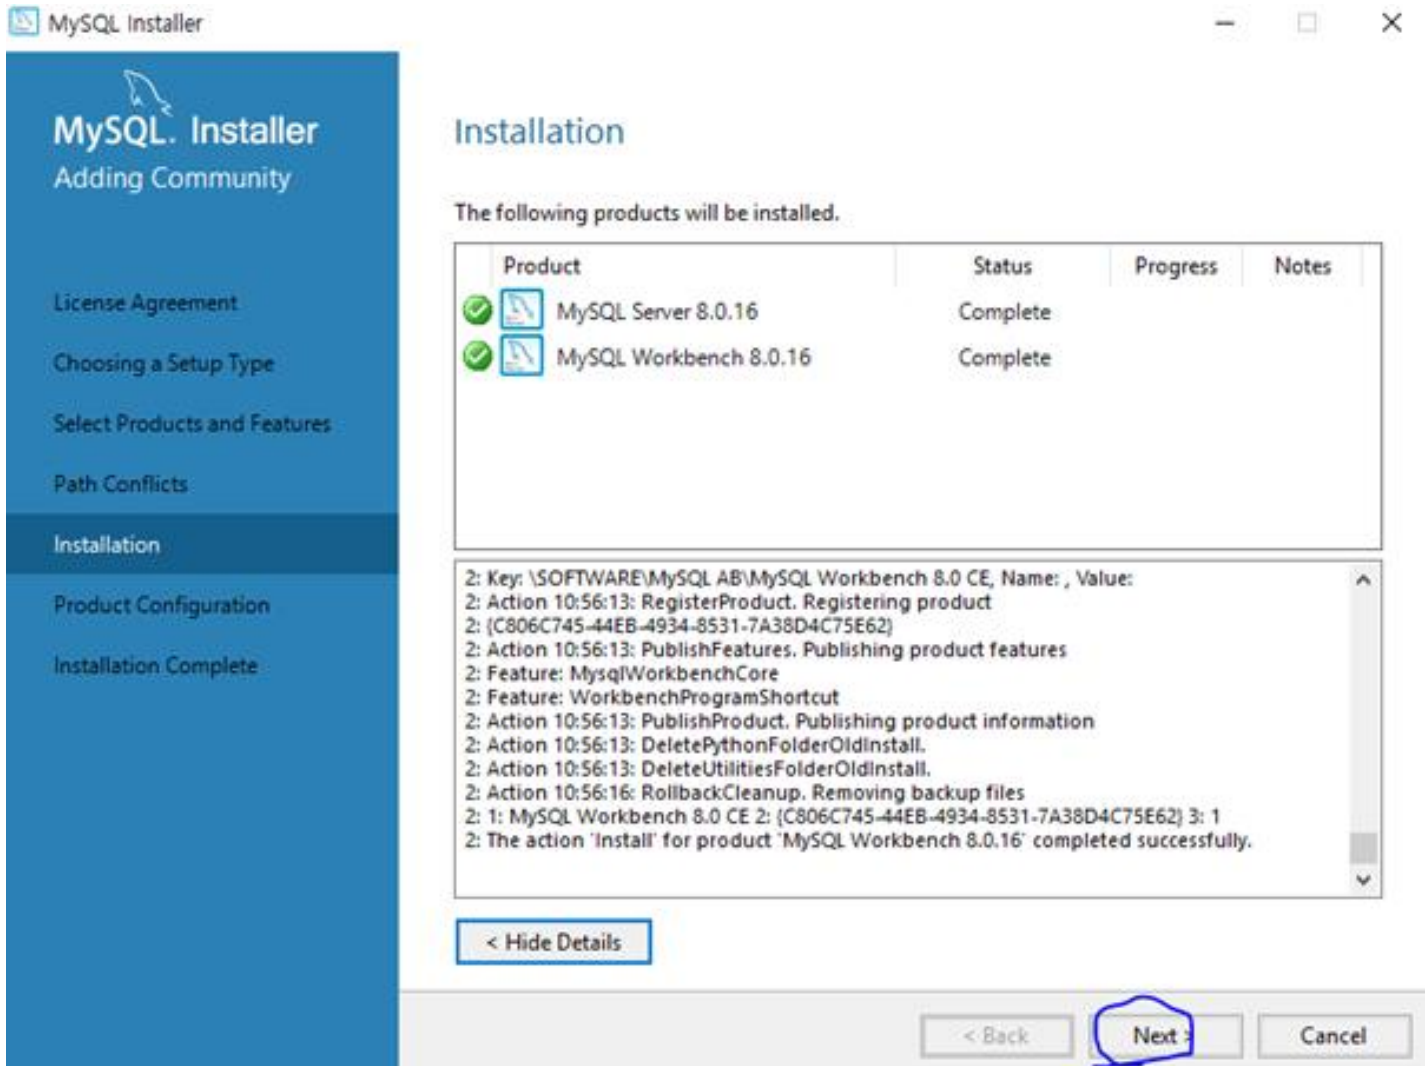 MySQL Installer
MySQL. Installer
Adding Community
License Agreement
Choosing a Setup Type
Select Products and Features
Path Conflicts
Installation
Product Configuration
Installation Complete
Installation
The following products will be installed.
Product Status Progress Notes
MySQL Server 8.0.16 Complete
MySQL Workbench 8.0.16 Complete
2: Key: \SOFTWARE\MySQL AB\MySQL Workbench 8.0 CE, Name: , Value:
2: Action 10:56:13: RegisterProduct. Registering product
2: {C806C745-44EB-4934-8531-7A38D4C75E62}
2: Action 10:56:13: PublishFeatures. Publishing product features
2: Feature: MysqlWorkbenchCore
2: Feature: WorkbenchProgramShortcut
2: Action 10:56:13: PublishProduct. Publishing product information
2: Action 10:56:13: DeletePythonFolderOldInstall.
2: Action 10:56:13: DeleteUtilitiesFolderOldInstall.
2: Action 10:56:16: RollbackCleanup. Removing backup files
2: 1: MySQL Workbench 8.0 CE 2: {C806C745-44EB-4934-8531-7A38D4C75E62} 3: 1
2: The action 'Install' for product 'MySQL Workbench 8.0.16' completed successfully.
< Hide Details
< Back Next > Cancel